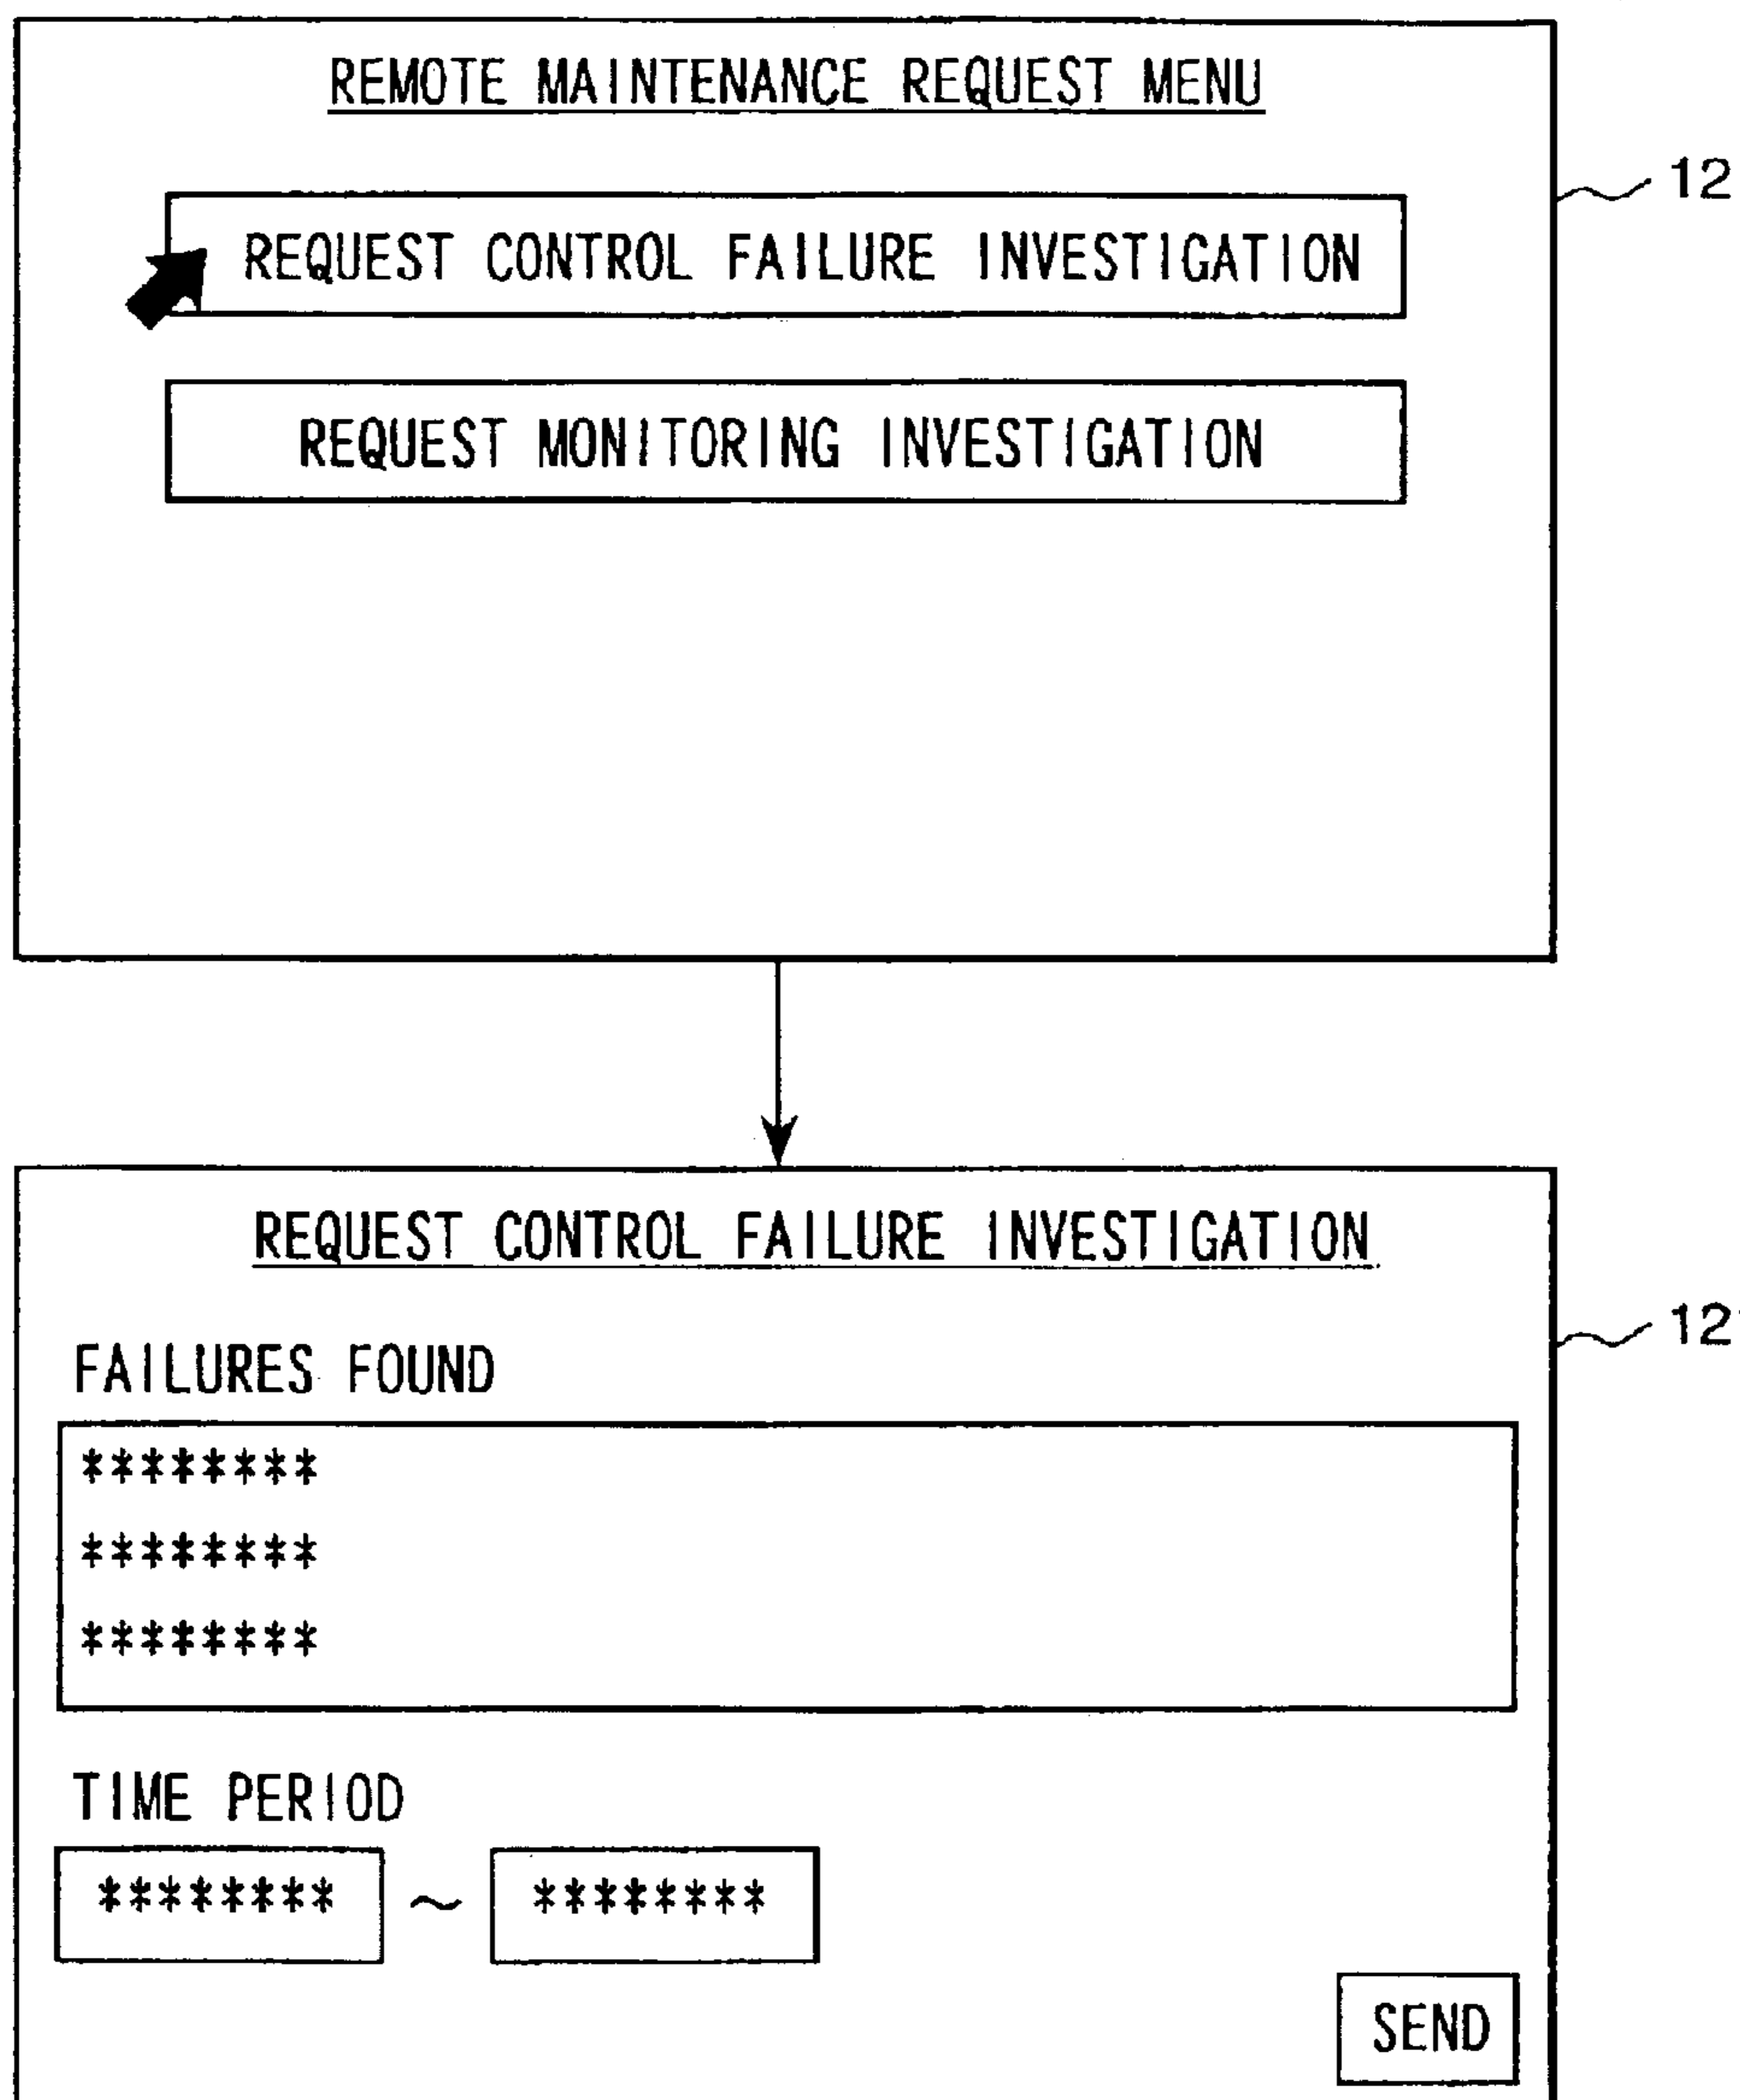 REMOTE MAINTENANCE REQUEST MENU
12
REQUEST CONTROL FAILURE INVESTIGATION
REQUEST MONITORING INVESTIGATION
REQUEST CONTROL FAILURE INVESTIGATION
FAILURES FOUND
********
********
********
TIME PERIOD
******** ~ ********
SEND